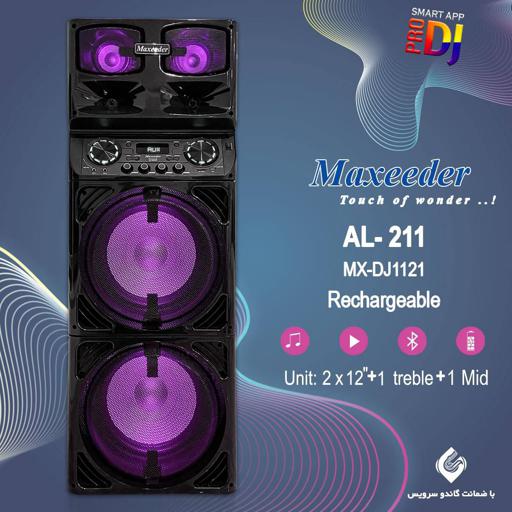 SMART APP
PRO DJ
Maxeeder
AUX
Maxeeder
Touch of wonder ..!
AL- 211
MX-DJ1121
Rechargeable
Unit: 2 x 12"+1 treble+1 Mid
با ضمانت گاندو سرویس